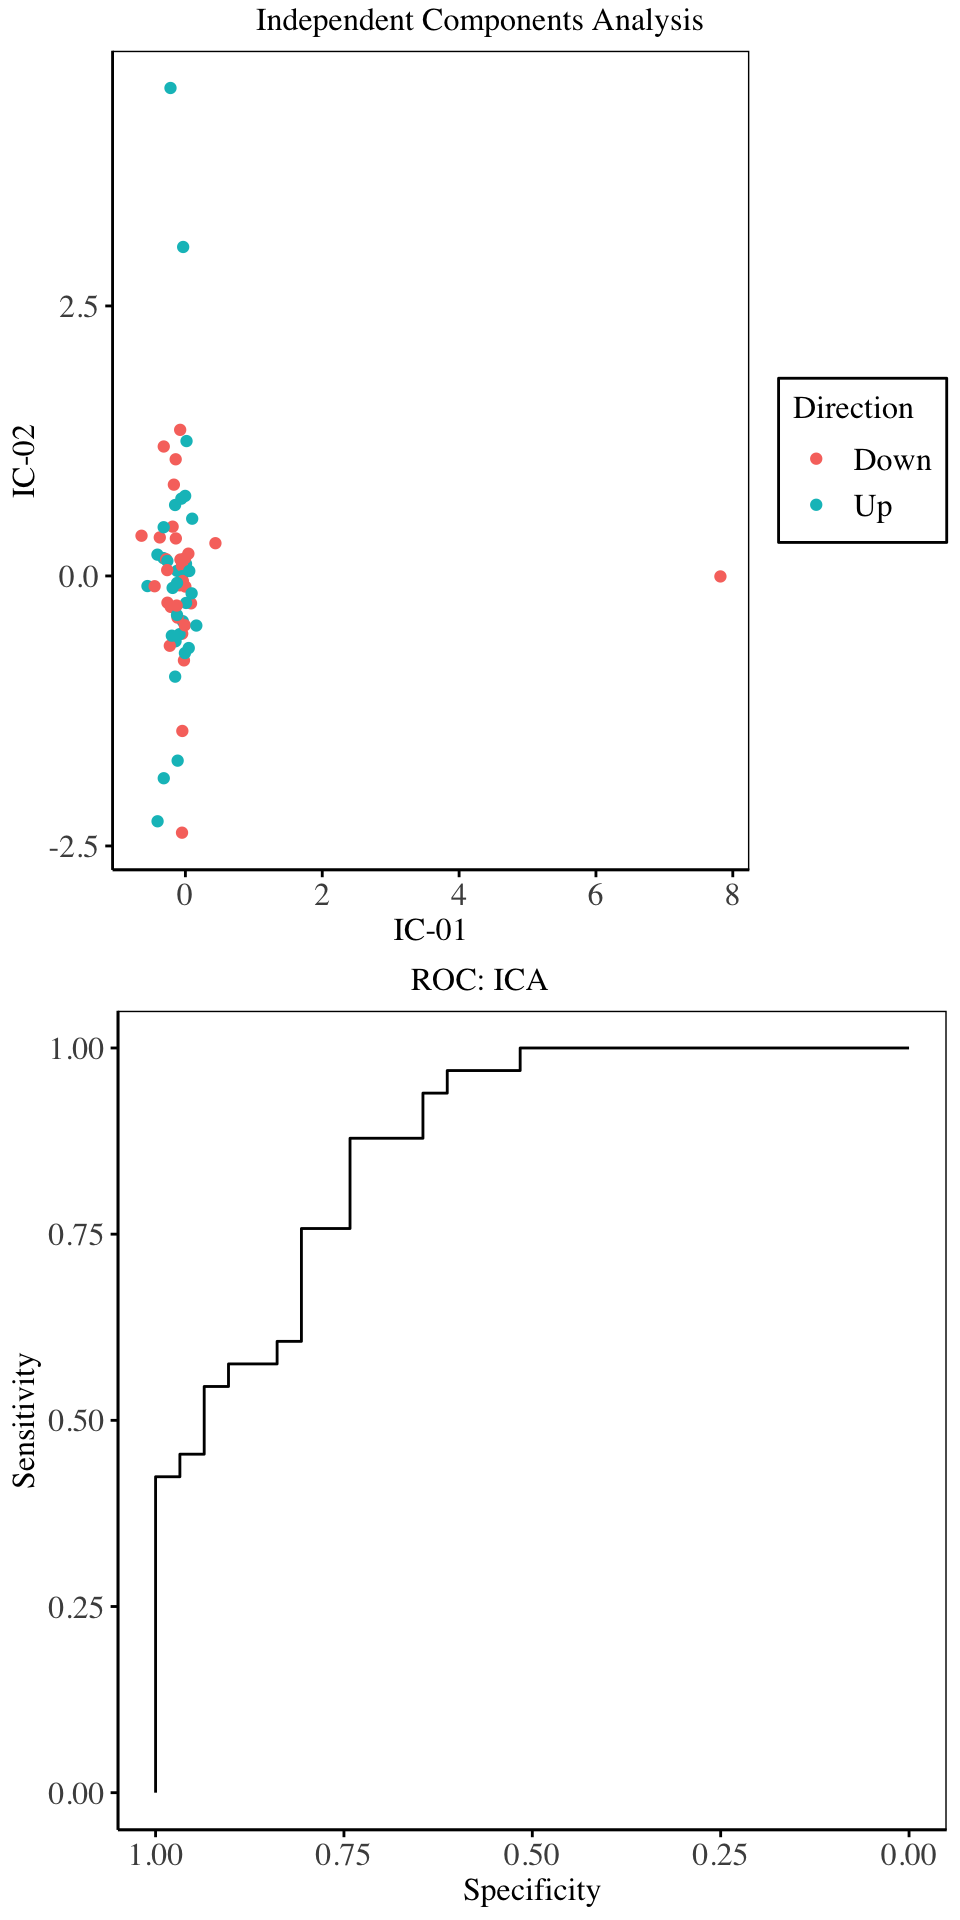 Independent Components Analysis
2.5
0.0
-2.5
IC-02
0
2
4
6
8
IC-01
Direction
Down
Up
ROC: ICA
1.00
0.75
0.50
0.25
0.00
Sensitivity
1.00
0.75
0.50
0.25
0.00
Specificity